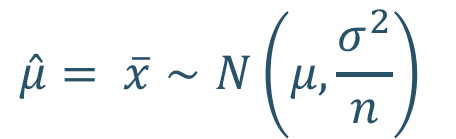 μ̂ = x̄ ~ N(μ, σ²/n)